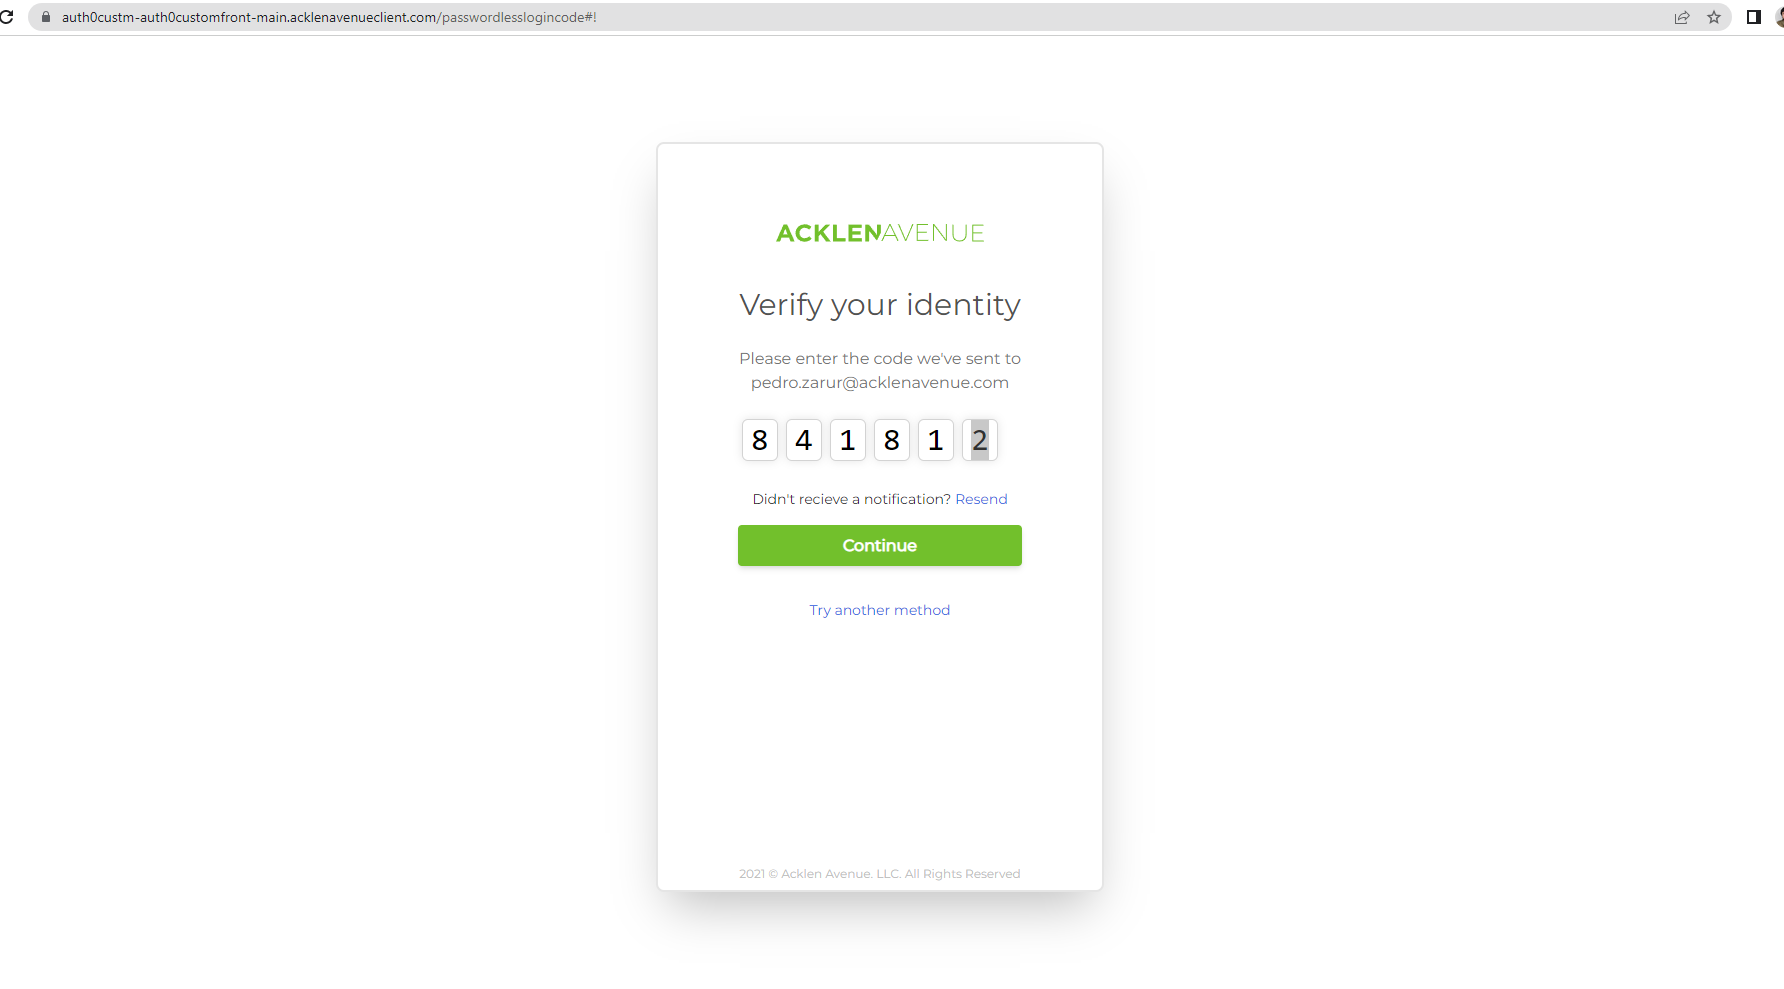 auth0custm-auth0customfront-main.acklenavenueclient.com/passwordlesslogincode#!
ACKLENAVENUE
Verify your identity
Please enter the code we've sent to
pedro.zarur@acklenavenue.com
8 4 1 8 1 2
Didn't recieve a notification? Resend
Continue
Try another method
2021 © Acklen Avenue. LLC. All Rights Reserved